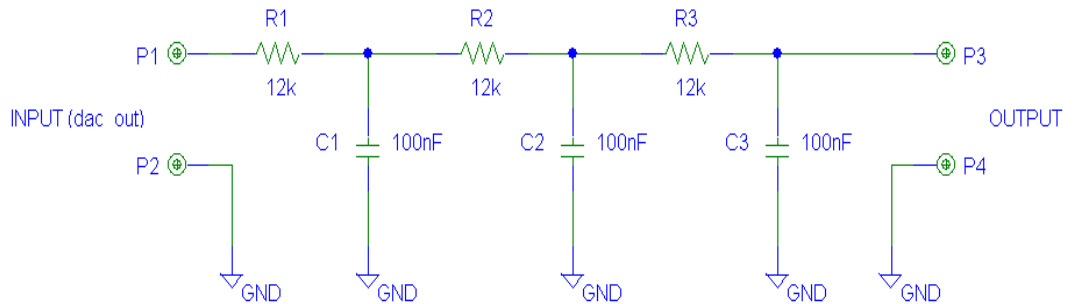 R1 R2 R3
P1 P3
12k 12k 12k
INPUT (dac out) OUTPUT
C1 100nF C2 100nF C3 100nF
P2 P4
GND GND GND GND GND